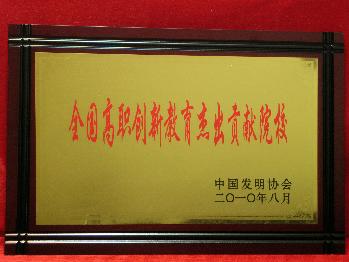 全国高职创新教育杰出贡献院校
中国发明协会
二〇一〇年八月